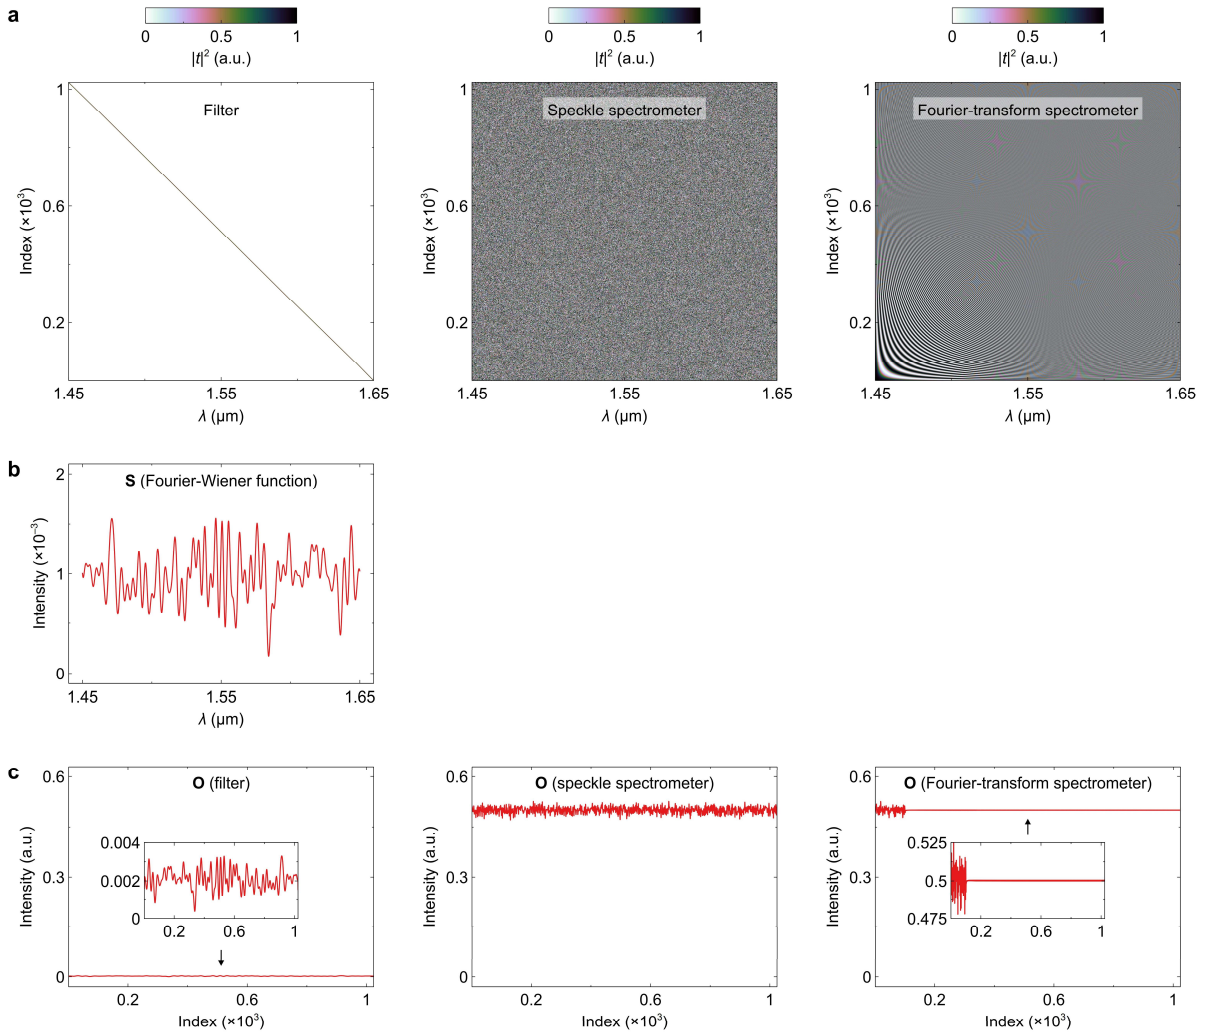 a
0 0.5 1
|t|² (a.u.)
0 0.5 1
|t|² (a.u.)
0 0.5 1
|t|² (a.u.)
Filter
1
0.6
0.2
Index (×10³)
1.45 1.55 1.65
λ (µm)
Speckle spectrometer
1
0.6
0.2
Index (×10³)
1.45 1.55 1.65
λ (µm)
Fourier-transform spectrometer
1
0.6
0.2
Index (×10³)
1.45 1.55 1.65
λ (µm)
b
S (Fourier-Wiener function)
2
1
0
Intensity (×10⁻³)
1.45 1.55 1.65
λ (µm)
c
O (filter)
0.6
0.3
0
Intensity (a.u.)
0.004
0.002
0
0.2 0.6 1
0.2 0.6 1
Index (×10³)
O (speckle spectrometer)
0.6
0.3
0
Intensity (a.u.)
0.2 0.6 1
Index (×10³)
O (Fourier-transform spectrometer)
0.6
0.3
0
Intensity (a.u.)
0.525
0.5
0.475
0.2 0.6 1
0.2 0.6 1
Index (×10³)